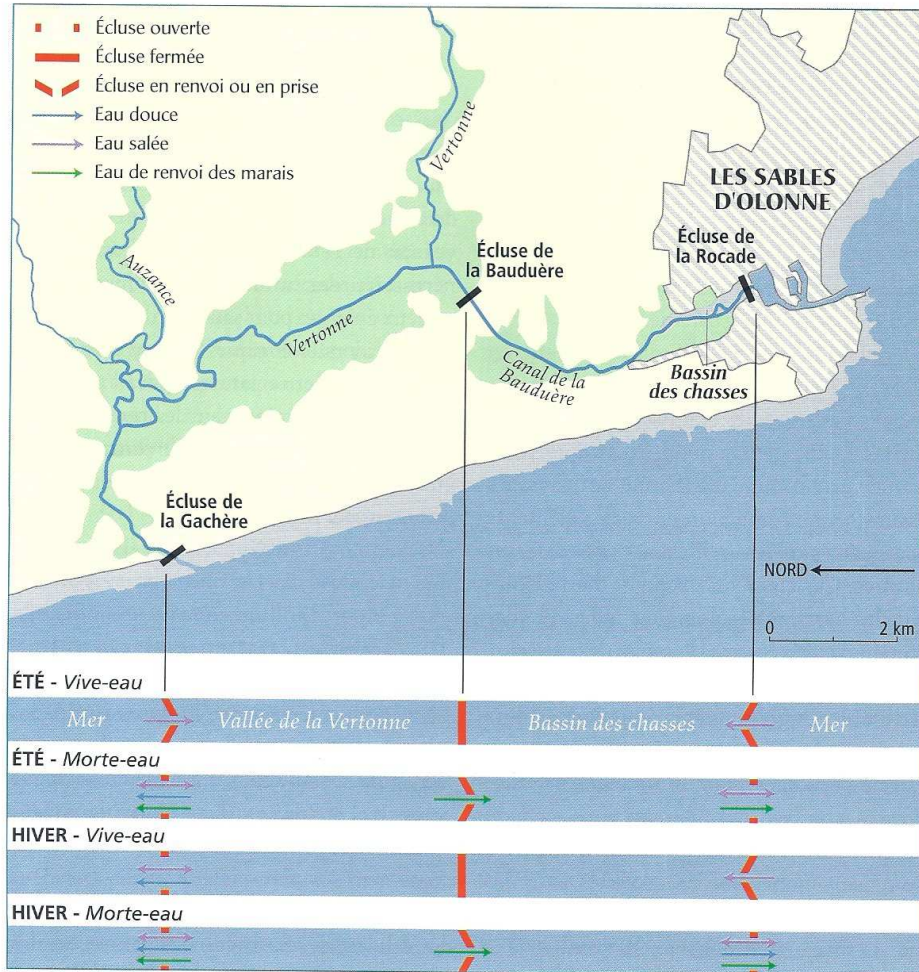 Écluse ouverte
Écluse fermée
Écluse en renvoi ou en prise
Eau douce
Eau salée
Eau de renvoi des marais
Vertonne
LES SABLES
D'OLONNE
Écluse de
la Rocade
Écluse de
la Bauduère
Auzance
Vertonne
Canal de la
Bauduère
Bassin
des chasses
Écluse de
la Gachère
NORD
0 2 km
ÉTÉ - Vive-eau
Mer Vallée de la Vertonne Bassin des chasses Mer
ÉTÉ - Morte-eau
HIVER - Vive-eau
HIVER - Morte-eau